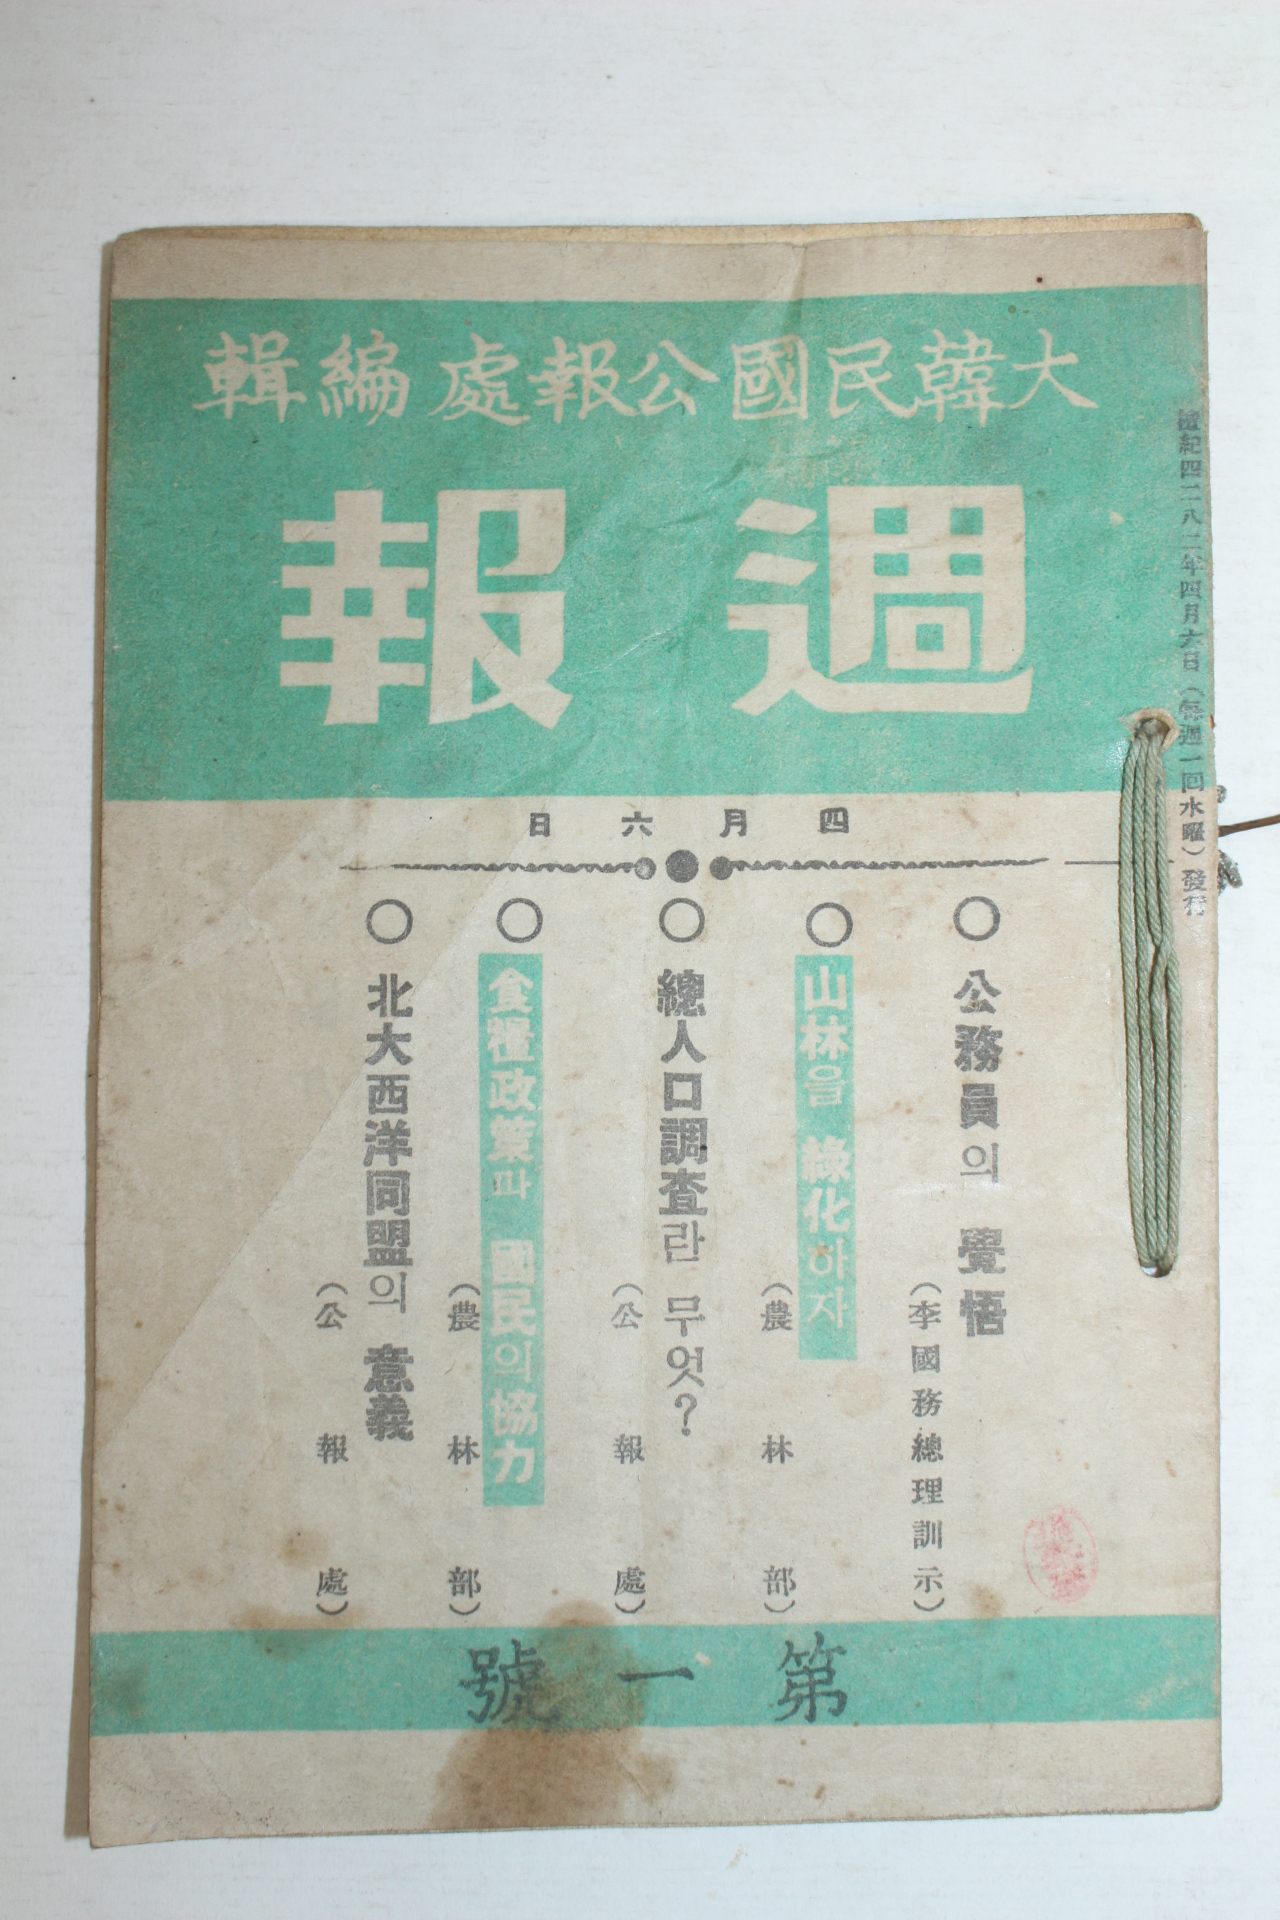 檀紀四二八二年四月六日(每週一回水曜)發行
大韓民國公報處編輯
週報
四月六日
○ 公務員의 覺悟
(李國務總理訓示)
○ 山林을 綠化하자
(農林部)
○ 總人口調査란 무엇?
(公報處)
○ 食糧政策과 國民의 協力
(農林部)
○ 北大西洋同盟의 意義
(公報處)
第一號